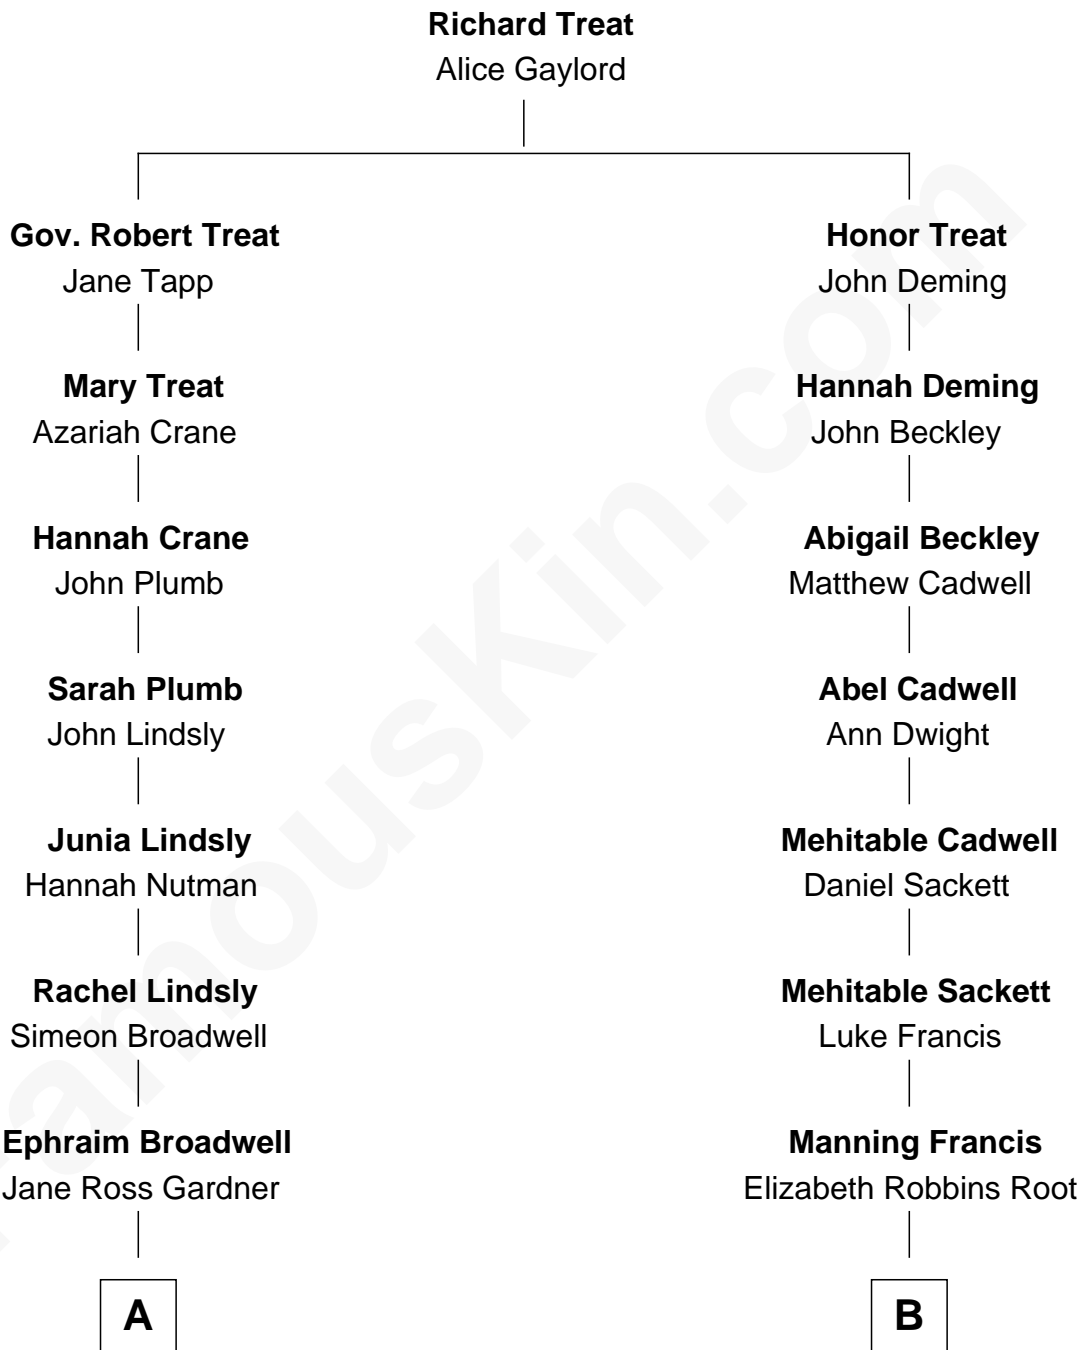 Richard Treat
Alice Gaylord
Gov. Robert Treat
Jane Tapp
Honor Treat
John Deming
Mary Treat
Azariah Crane
Hannah Deming
John Beckley
Hannah Crane
John Plumb
Abigail Beckley
Matthew Cadwell
Sarah Plumb
John Lindsly
Abel Cadwell
Ann Dwight
Junia Lindsly
Hannah Nutman
Mehitable Cadwell
Daniel Sackett
Rachel Lindsly
Simeon Broadwell
Mehitable Sackett
Luke Francis
Ephraim Broadwell
Jane Ross Gardner
Manning Francis
Elizabeth Robbins Root
A
B
FamousKin.com